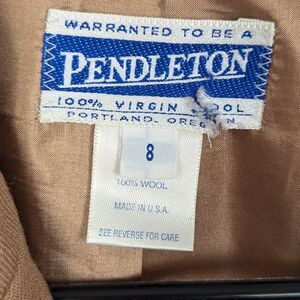 WARRANTED TO BE A
PENDLETON
100% VIRGIN WOOL
PORTLAND, OREGON
8
100% WOOL
MADE IN U.S.A.
SEE REVERSE FOR CARE